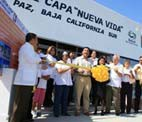 CAPA "NUEVA VIDA"
PAZ, BAJA CALIFORNIA SUR